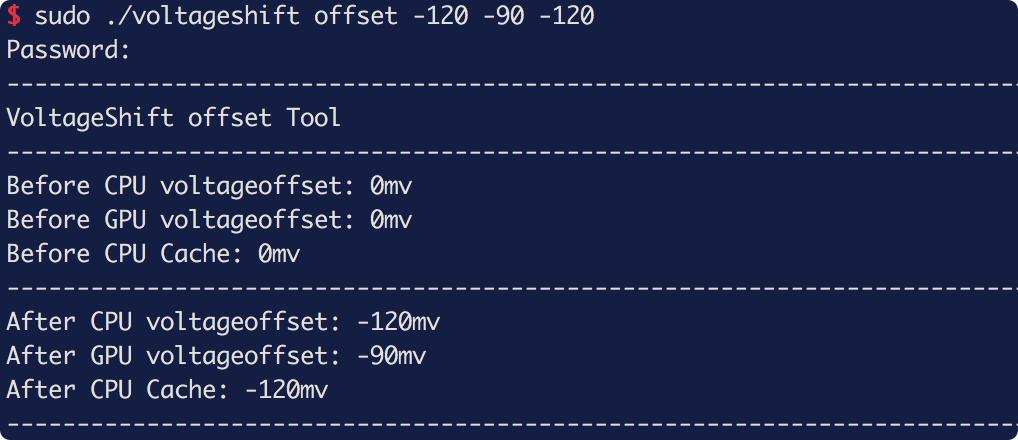 $ sudo ./voltageshift offset -120 -90 -120
Password:
-------------------------------------------------------------------------
VoltageShift offset Tool
-------------------------------------------------------------------------
Before CPU voltageoffset: 0mv
Before GPU voltageoffset: 0mv
Before CPU Cache: 0mv
-------------------------------------------------------------------------
After CPU voltageoffset: -120mv
After GPU voltageoffset: -90mv
After CPU Cache: -120mv
-------------------------------------------------------------------------